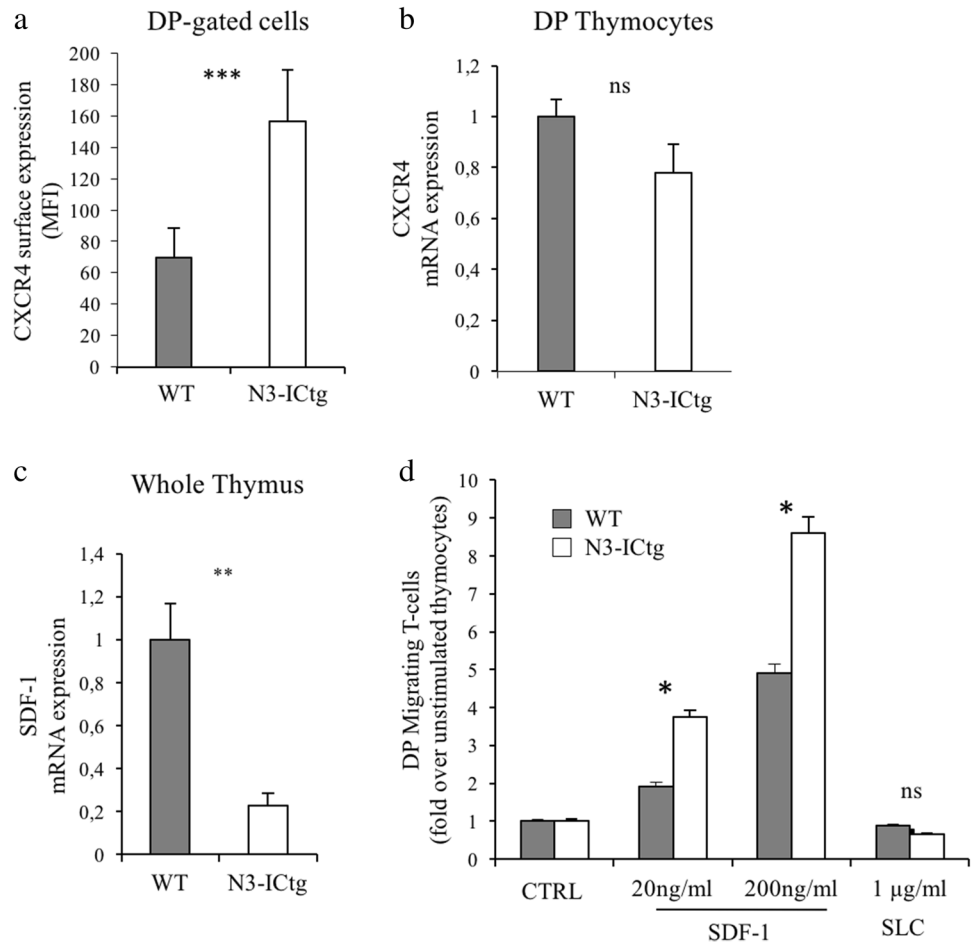 a
DP-gated cells
CXCR4 surface expression
(MFI)
200
180
160
140
120
100
80
60
40
20
0
***
WT
N3-ICtg
b
DP Thymocytes
CXCR4
mRNA expression
1,2
1
0,8
0,6
0,4
0,2
0
ns
WT
N3-ICtg
c
Whole Thymus
SDF-1
mRNA expression
1,4
1,2
1
0,8
0,6
0,4
0,2
0
**
WT
N3-ICtg
d
DP Migrating T-cells
(fold over unstimulated thymocytes)
10
9
8
7
6
5
4
3
2
1
0
WT
N3-ICtg
*
*
ns
CTRL
20ng/ml
200ng/ml
1 µg/ml
SDF-1
SLC